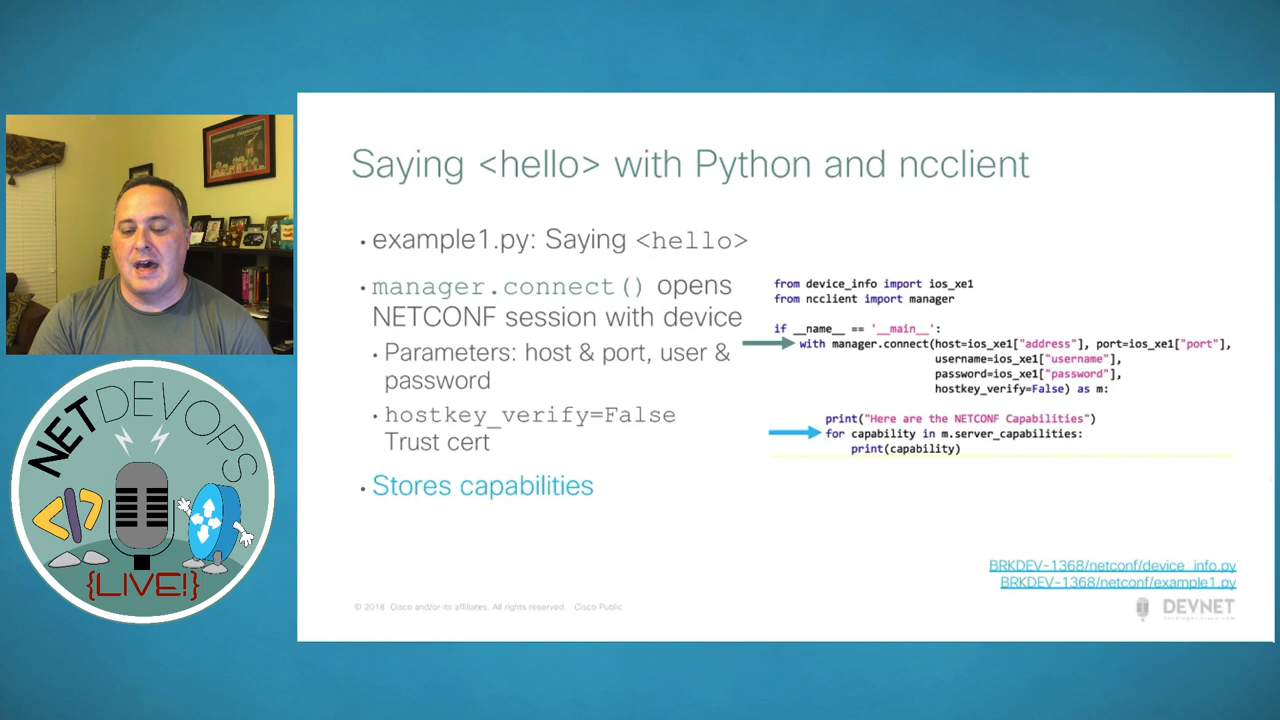 Saying <hello> with Python and ncclient
• example1.py: Saying <hello>
• manager.connect() opens
NETCONF session with device
• Parameters: host & port, user &
password
• hostkey_verify=False
Trust cert
• Stores capabilities
from device_info import ios_xe1
from ncclient import manager
if __name__ == '__main__':
with manager.connect(host=ios_xe1["address"], port=ios_xe1["port"],
username=ios_xe1["username"],
password=ios_xe1["password"],
hostkey_verify=False) as m:
print("Here are the NETCONF Capabilities")
for capability in m.server_capabilities:
print(capability)
BRKDEV-1368/netconf/device_info.py
BRKDEV-1368/netconf/example1.py
© 2018 Cisco and/or its affiliates. All rights reserved. Cisco Public
DEVNET
developer.cisco.com
NETDEVOPS
</>
{LIVE!}